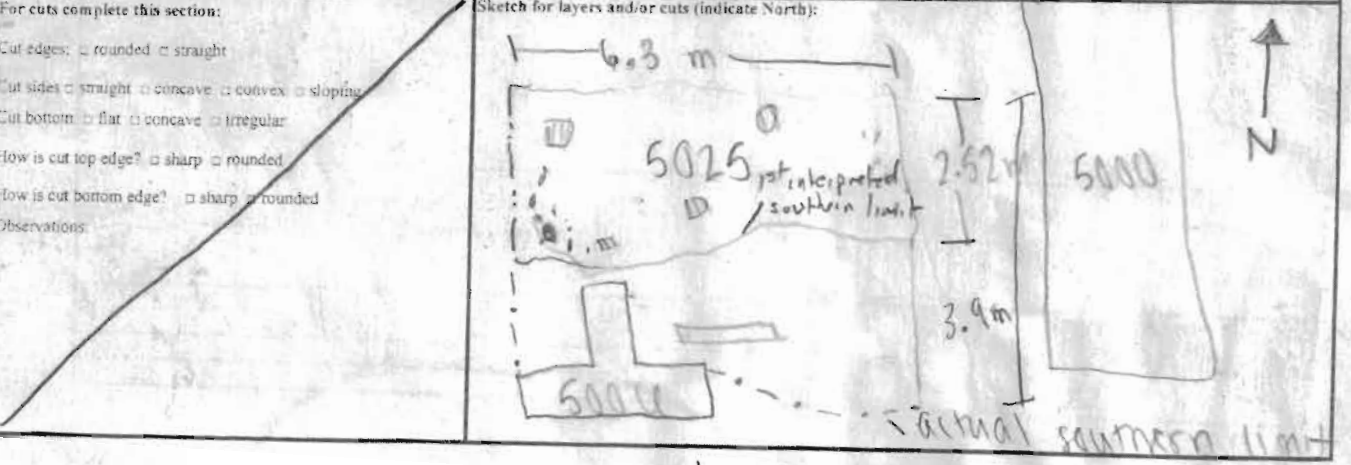 For cuts complete this section:
Cut edges: □ rounded □ straight
Cut sides □ straight □ concave □ convex □ sloping
Cut bottom □ flat □ concave □ irregular
How is cut top edge? □ sharp □ rounded
How is cut bottom edge? □ sharp □ rounded
Observations:
Sketch for layers and/or cuts (indicate North):
6.3 m
5025
1st interpreted
southern limit
2.52m
3.9m
5000
N
actual southern limit